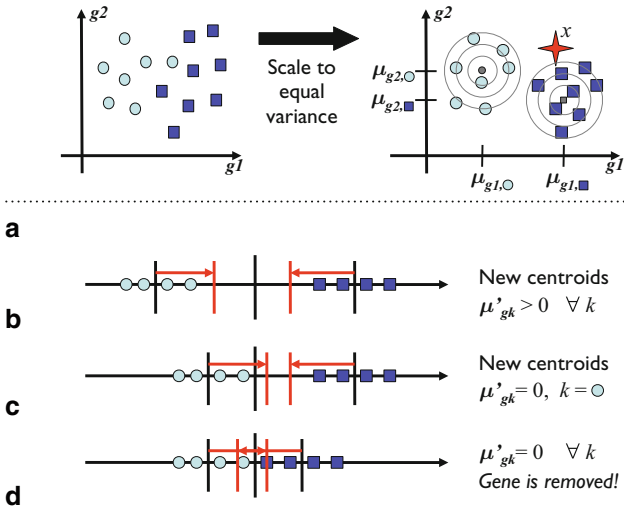 g2
g1
Scale to
equal
variance
g2
x
μg2,
μg2,
g1
μg1,
μg1,
a
New centroids
μ'gk > 0 ∀ k
b
New centroids
μ'gk = 0, k =
c
μ'gk = 0 ∀ k
Gene is removed!
d